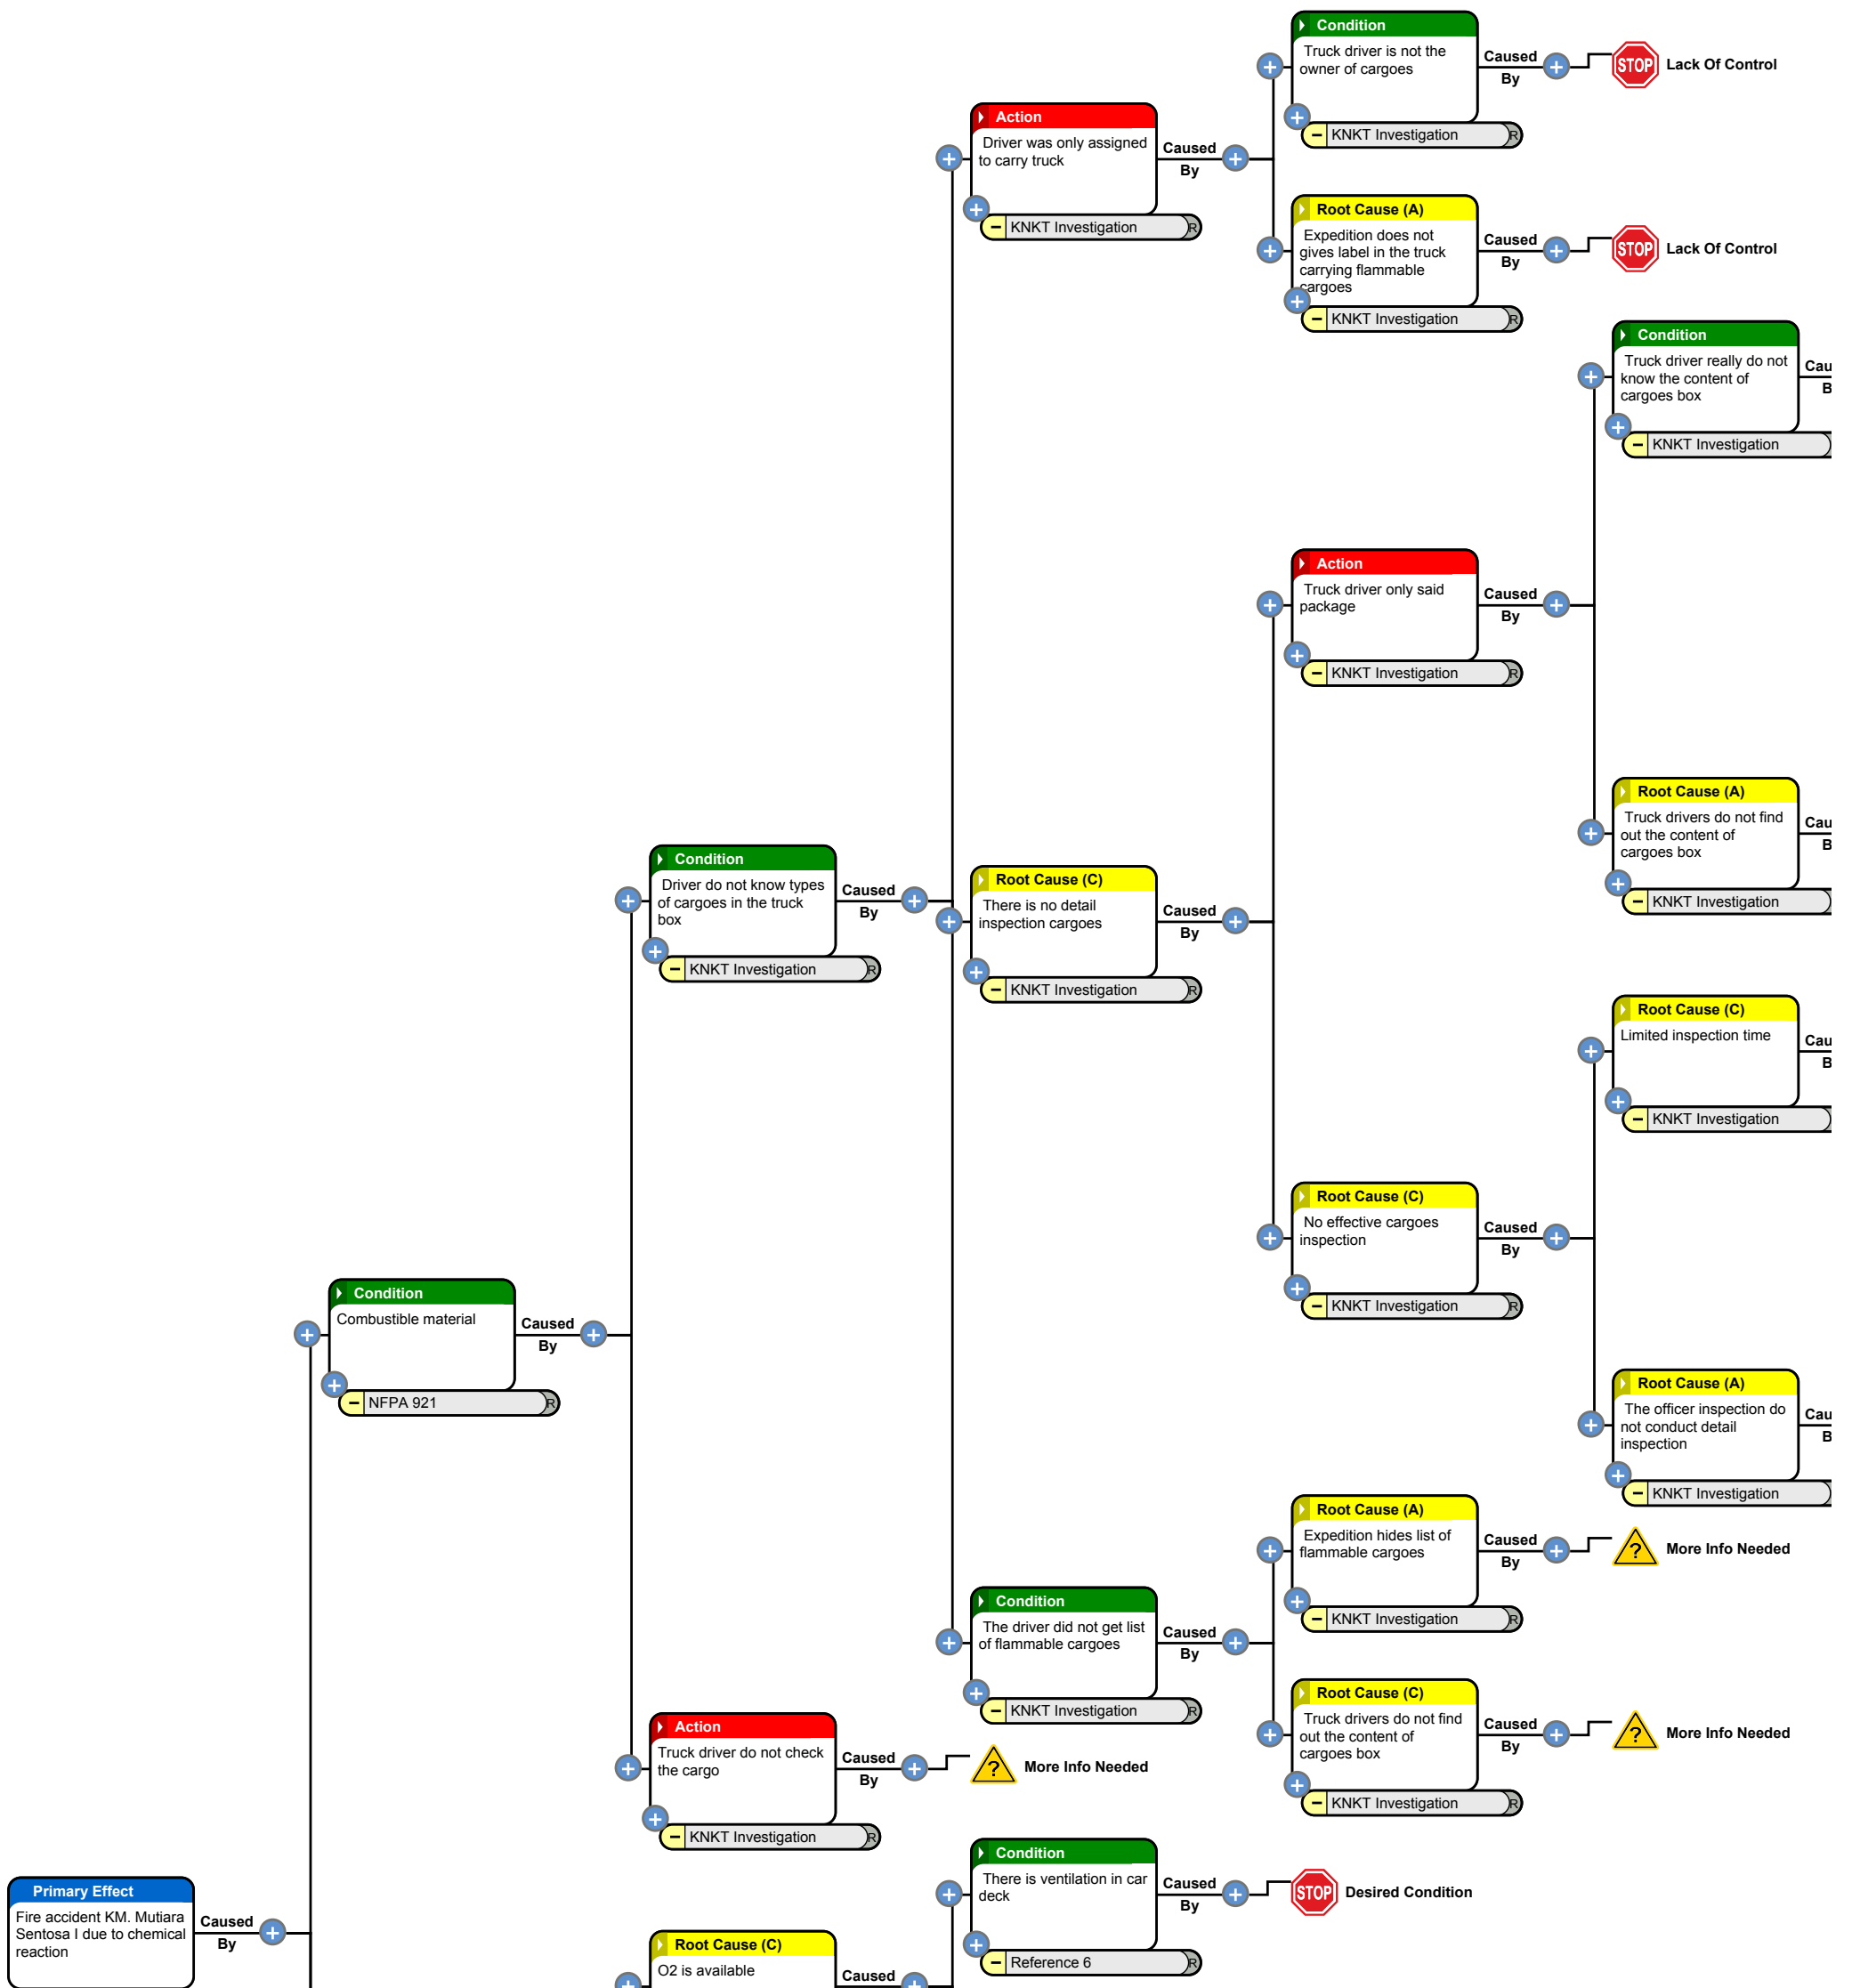 Condition
Truck driver is not the
owner of cargoes
KNKT Investigation
R
Caused
By
STOP
Lack Of Control
Action
Driver was only assigned
to carry truck
KNKT Investigation
R
Caused
By
Root Cause (A)
Expedition does not
gives label in the truck
carrying flammable
cargoes
KNKT Investigation
R
Caused
By
STOP
Lack Of Control
Condition
Truck driver really do not
know the content of
cargoes box
KNKT Investigation
Cau
B
Action
Truck driver only said
package
KNKT Investigation
R
Caused
By
Root Cause (A)
Truck drivers do not find
out the content of
cargoes box
KNKT Investigation
Cau
B
Condition
Driver do not know types
of cargoes in the truck
box
KNKT Investigation
R
Caused
By
Root Cause (C)
There is no detail
inspection cargoes
KNKT Investigation
R
Caused
By
Root Cause (C)
Limited inspection time
KNKT Investigation
Cau
B
Root Cause (C)
No effective cargoes
inspection
KNKT Investigation
R
Caused
By
Condition
Combustible material
NFPA 921
R
Caused
By
Root Cause (A)
The officer inspection do
not conduct detail
inspection
KNKT Investigation
Cau
B
Root Cause (A)
Expedition hides list of
flammable cargoes
KNKT Investigation
R
Caused
By
?
More Info Needed
Condition
The driver did not get list
of flammable cargoes
KNKT Investigation
R
Caused
By
Root Cause (C)
Truck drivers do not find
out the content of
cargoes box
KNKT Investigation
R
Caused
By
?
More Info Needed
Action
Truck driver do not check
the cargo
KNKT Investigation
R
Caused
By
?
More Info Needed
Condition
There is ventilation in car
deck
Reference 6
R
Caused
By
STOP
Desired Condition
Primary Effect
Fire accident KM. Mutiara
Sentosa I due to chemical
reaction
Caused
By
Root Cause (C)
O2 is available
Caused